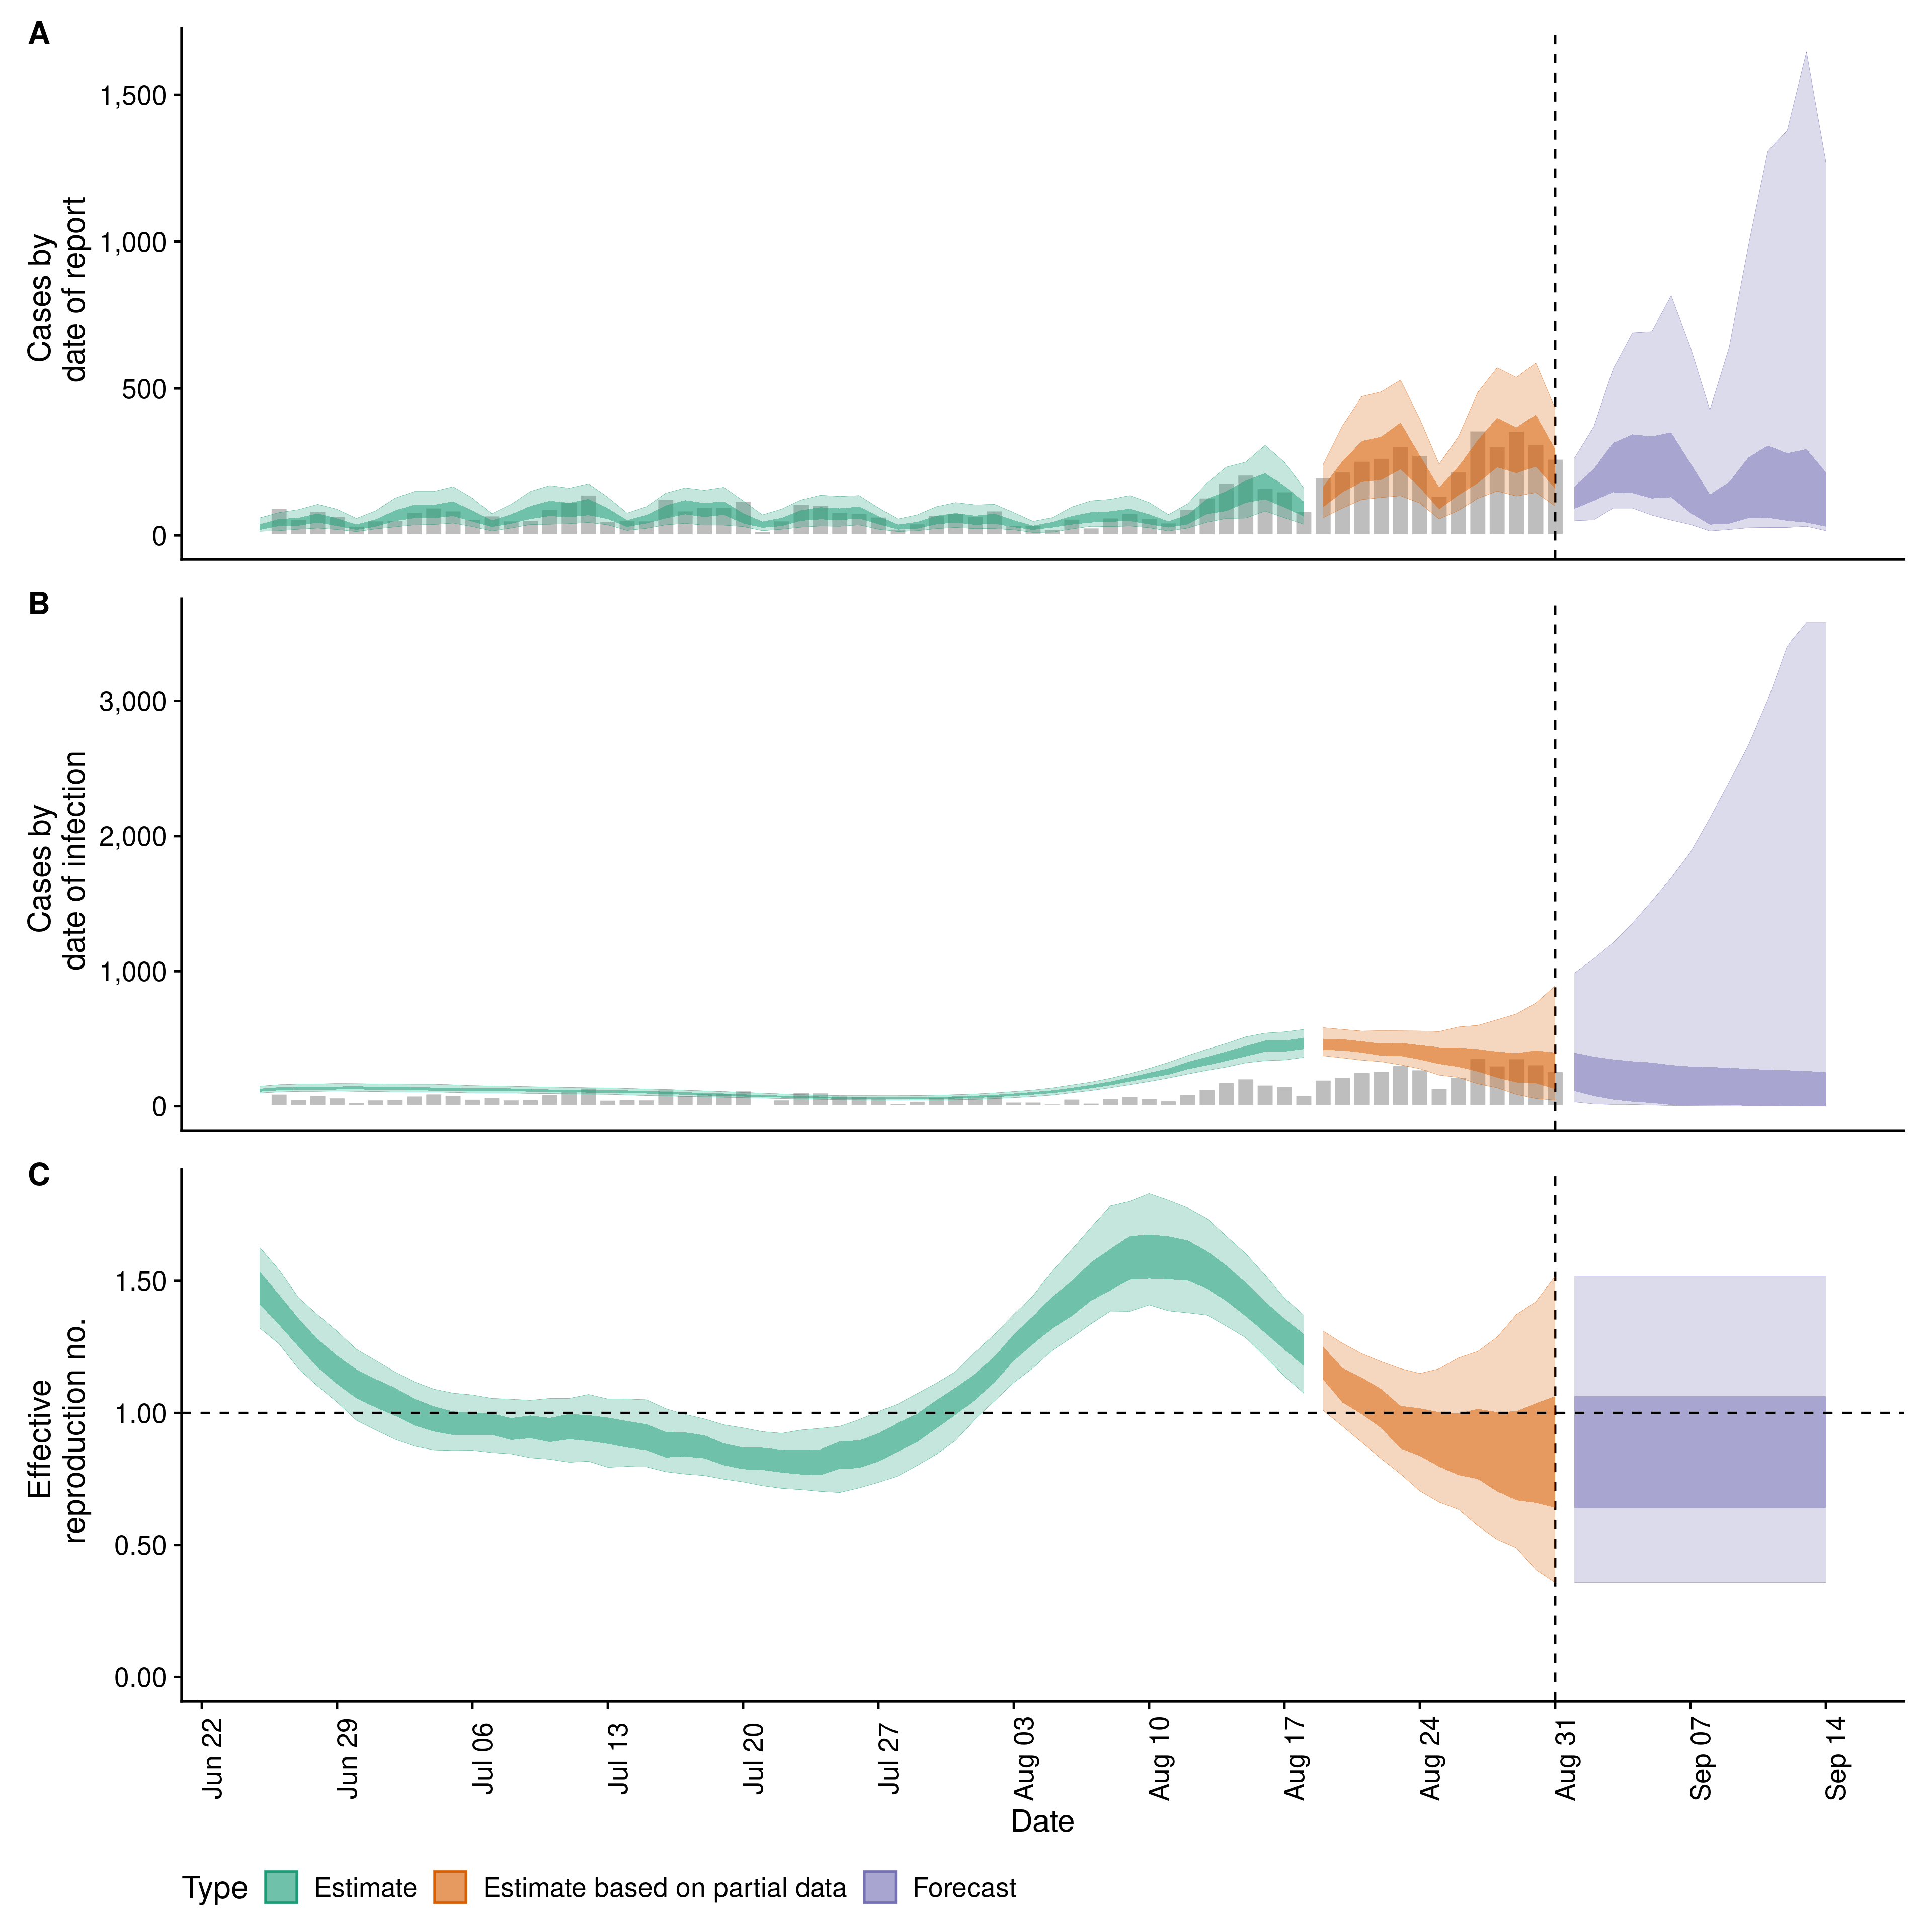 A
Cases by
date of report
1,500
1,000
500
0
B
Cases by
date of infection
3,000
2,000
1,000
0
C
Effective
reproduction no.
1.50
1.00
0.50
0.00
Jun 22
Jun 29
Jul 06
Jul 13
Jul 20
Jul 27
Aug 03
Aug 10
Aug 17
Aug 24
Aug 31
Sep 07
Sep 14
Date
Type Estimate Estimate based on partial data Forecast